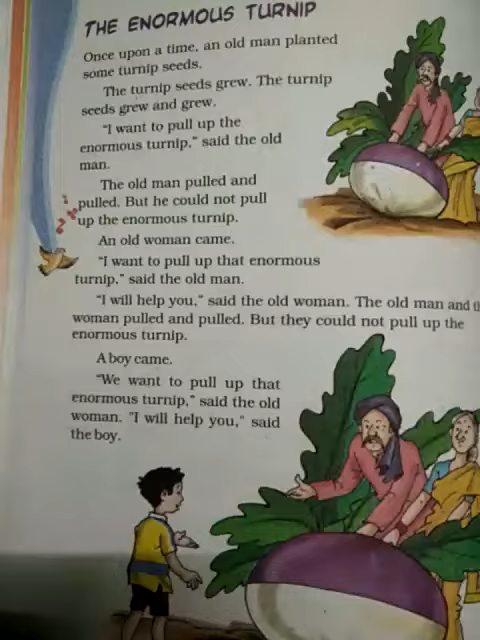 THE ENORMOUS TURNIP
Once upon a time, an old man planted
some turnip seeds.
The turnip seeds grew. The turnip
seeds grew and grew.
"I want to pull up the
enormous turnip," said the old
man.
The old man pulled and
pulled. But he could not pull
up the enormous turnip.
An old woman came.
"I want to pull up that enormous
turnip," said the old man.
"I will help you," said the old woman. The old man and
woman pulled and pulled. But they could not pull up the
enormous turnip.
A boy came.
"We want to pull up that
enormous turnip," said the old
woman. "I will help you," said
the boy.